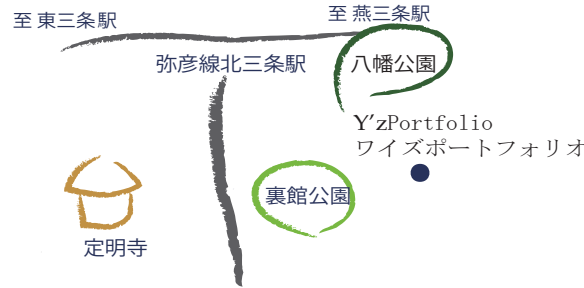 至 東三条駅
至 燕三条駅
弥彦線北三条駅
八幡公園
Y'zPortfolio
ワイズポートフォリオ
裏館公園
定明寺